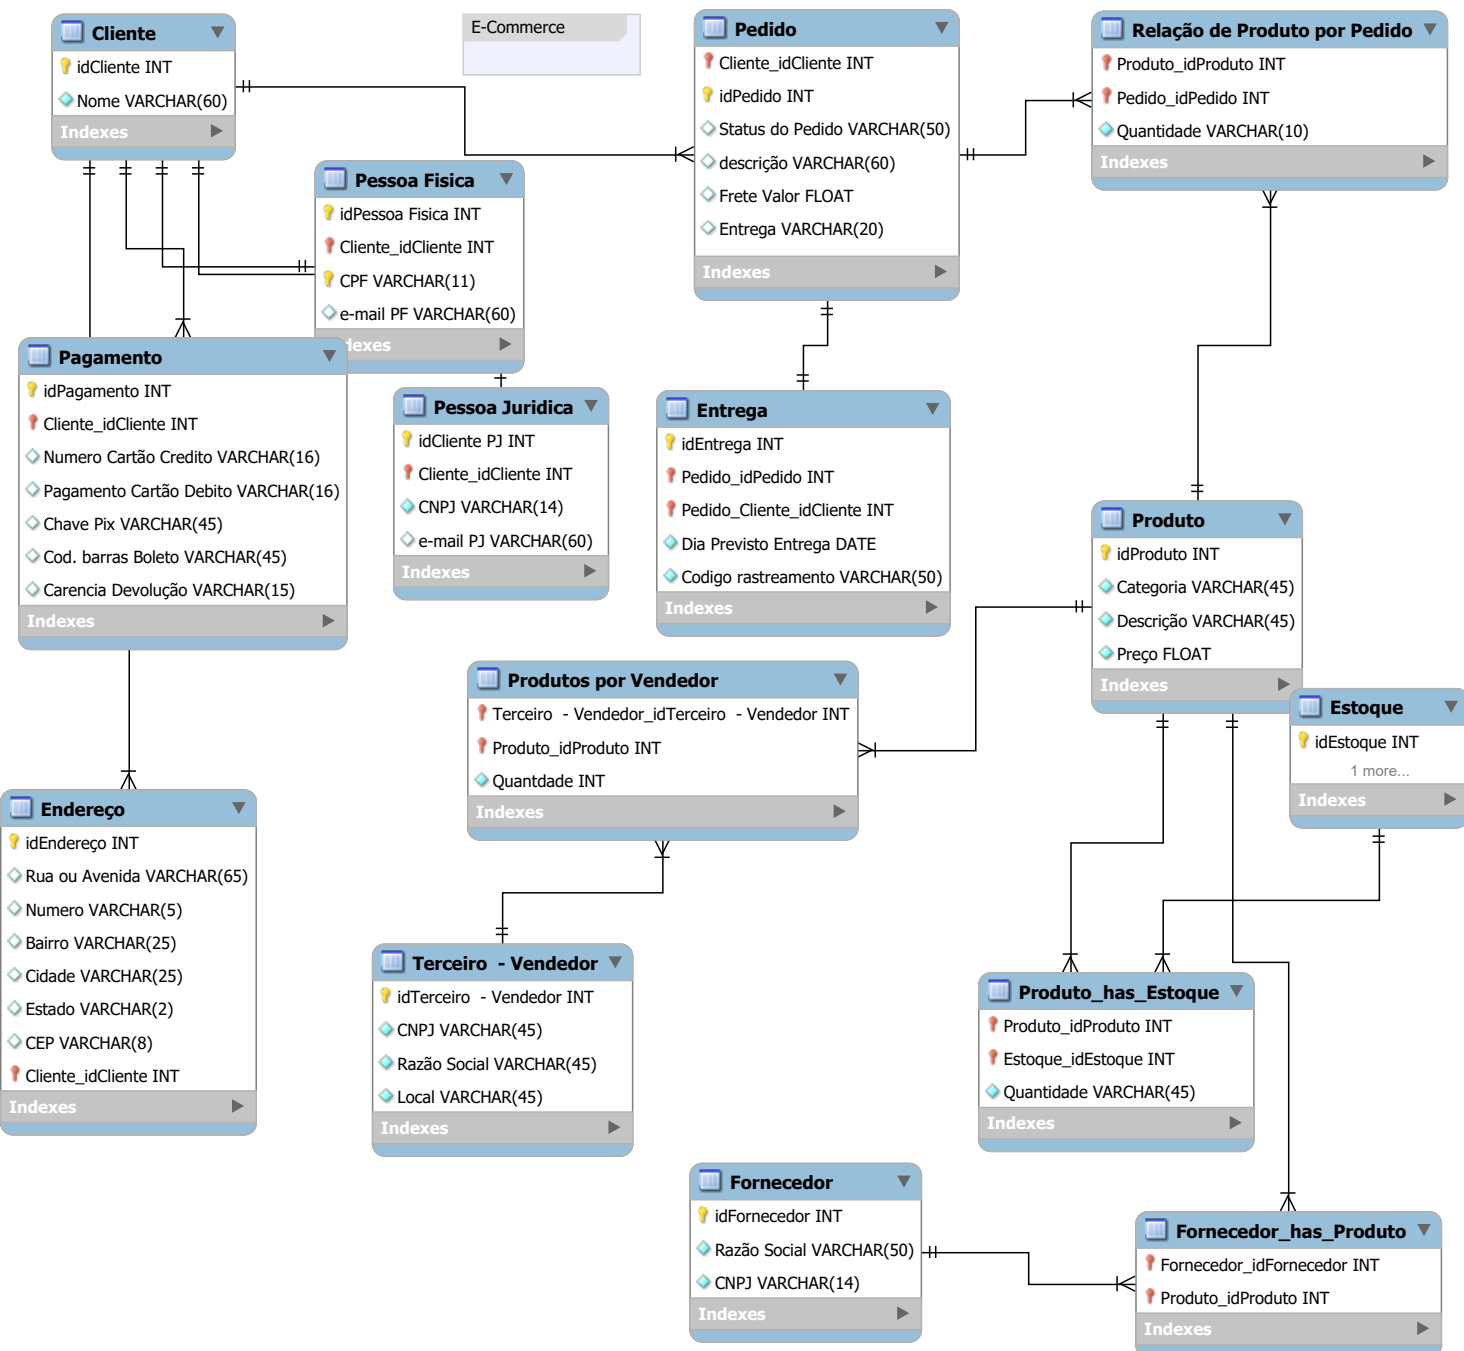 Cliente
idCliente INT
Nome VARCHAR(60)
Indexes
E-Commerce
Pedido
Cliente_idCliente INT
idPedido INT
Status do Pedido VARCHAR(50)
descrição VARCHAR(60)
Frete Valor FLOAT
Entrega VARCHAR(20)
Indexes
Relação de Produto por Pedido
Produto_idProduto INT
Pedido_idPedido INT
Quantidade VARCHAR(10)
Indexes
Pessoa Fisica
idPessoa Fisica INT
Cliente_idCliente INT
CPF VARCHAR(11)
e-mail PF VARCHAR(60)
dexes
Pagamento
idPagamento INT
Cliente_idCliente INT
Numero Cartão Credito VARCHAR(16)
Pagamento Cartão Debito VARCHAR(16)
Chave Pix VARCHAR(45)
Cod. barras Boleto VARCHAR(45)
Carencia Devolução VARCHAR(15)
Indexes
Pessoa Juridica
idCliente PJ INT
Cliente_idCliente INT
CNPJ VARCHAR(14)
e-mail PJ VARCHAR(60)
Indexes
Entrega
idEntrega INT
Pedido_idPedido INT
Pedido_Cliente_idCliente INT
Dia Previsto Entrega DATE
Codigo rastreamento VARCHAR(50)
Indexes
Produto
idProduto INT
Categoria VARCHAR(45)
Descrição VARCHAR(45)
Preço FLOAT
Indexes
Produtos por Vendedor
Terceiro - Vendedor_idTerceiro - Vendedor INT
Produto_idProduto INT
Quantdade INT
Indexes
Estoque
idEstoque INT
1 more...
Indexes
Endereço
idEndereço INT
Rua ou Avenida VARCHAR(65)
Numero VARCHAR(5)
Bairro VARCHAR(25)
Cidade VARCHAR(25)
Estado VARCHAR(2)
CEP VARCHAR(8)
Cliente_idCliente INT
Indexes
Terceiro - Vendedor
idTerceiro - Vendedor INT
CNPJ VARCHAR(45)
Razão Social VARCHAR(45)
Local VARCHAR(45)
Indexes
Produto_has_Estoque
Produto_idProduto INT
Estoque_idEstoque INT
Quantidade VARCHAR(45)
Indexes
Fornecedor
idFornecedor INT
Razão Social VARCHAR(50)
CNPJ VARCHAR(14)
Indexes
Fornecedor_has_Produto
Fornecedor_idFornecedor INT
Produto_idProduto INT
Indexes